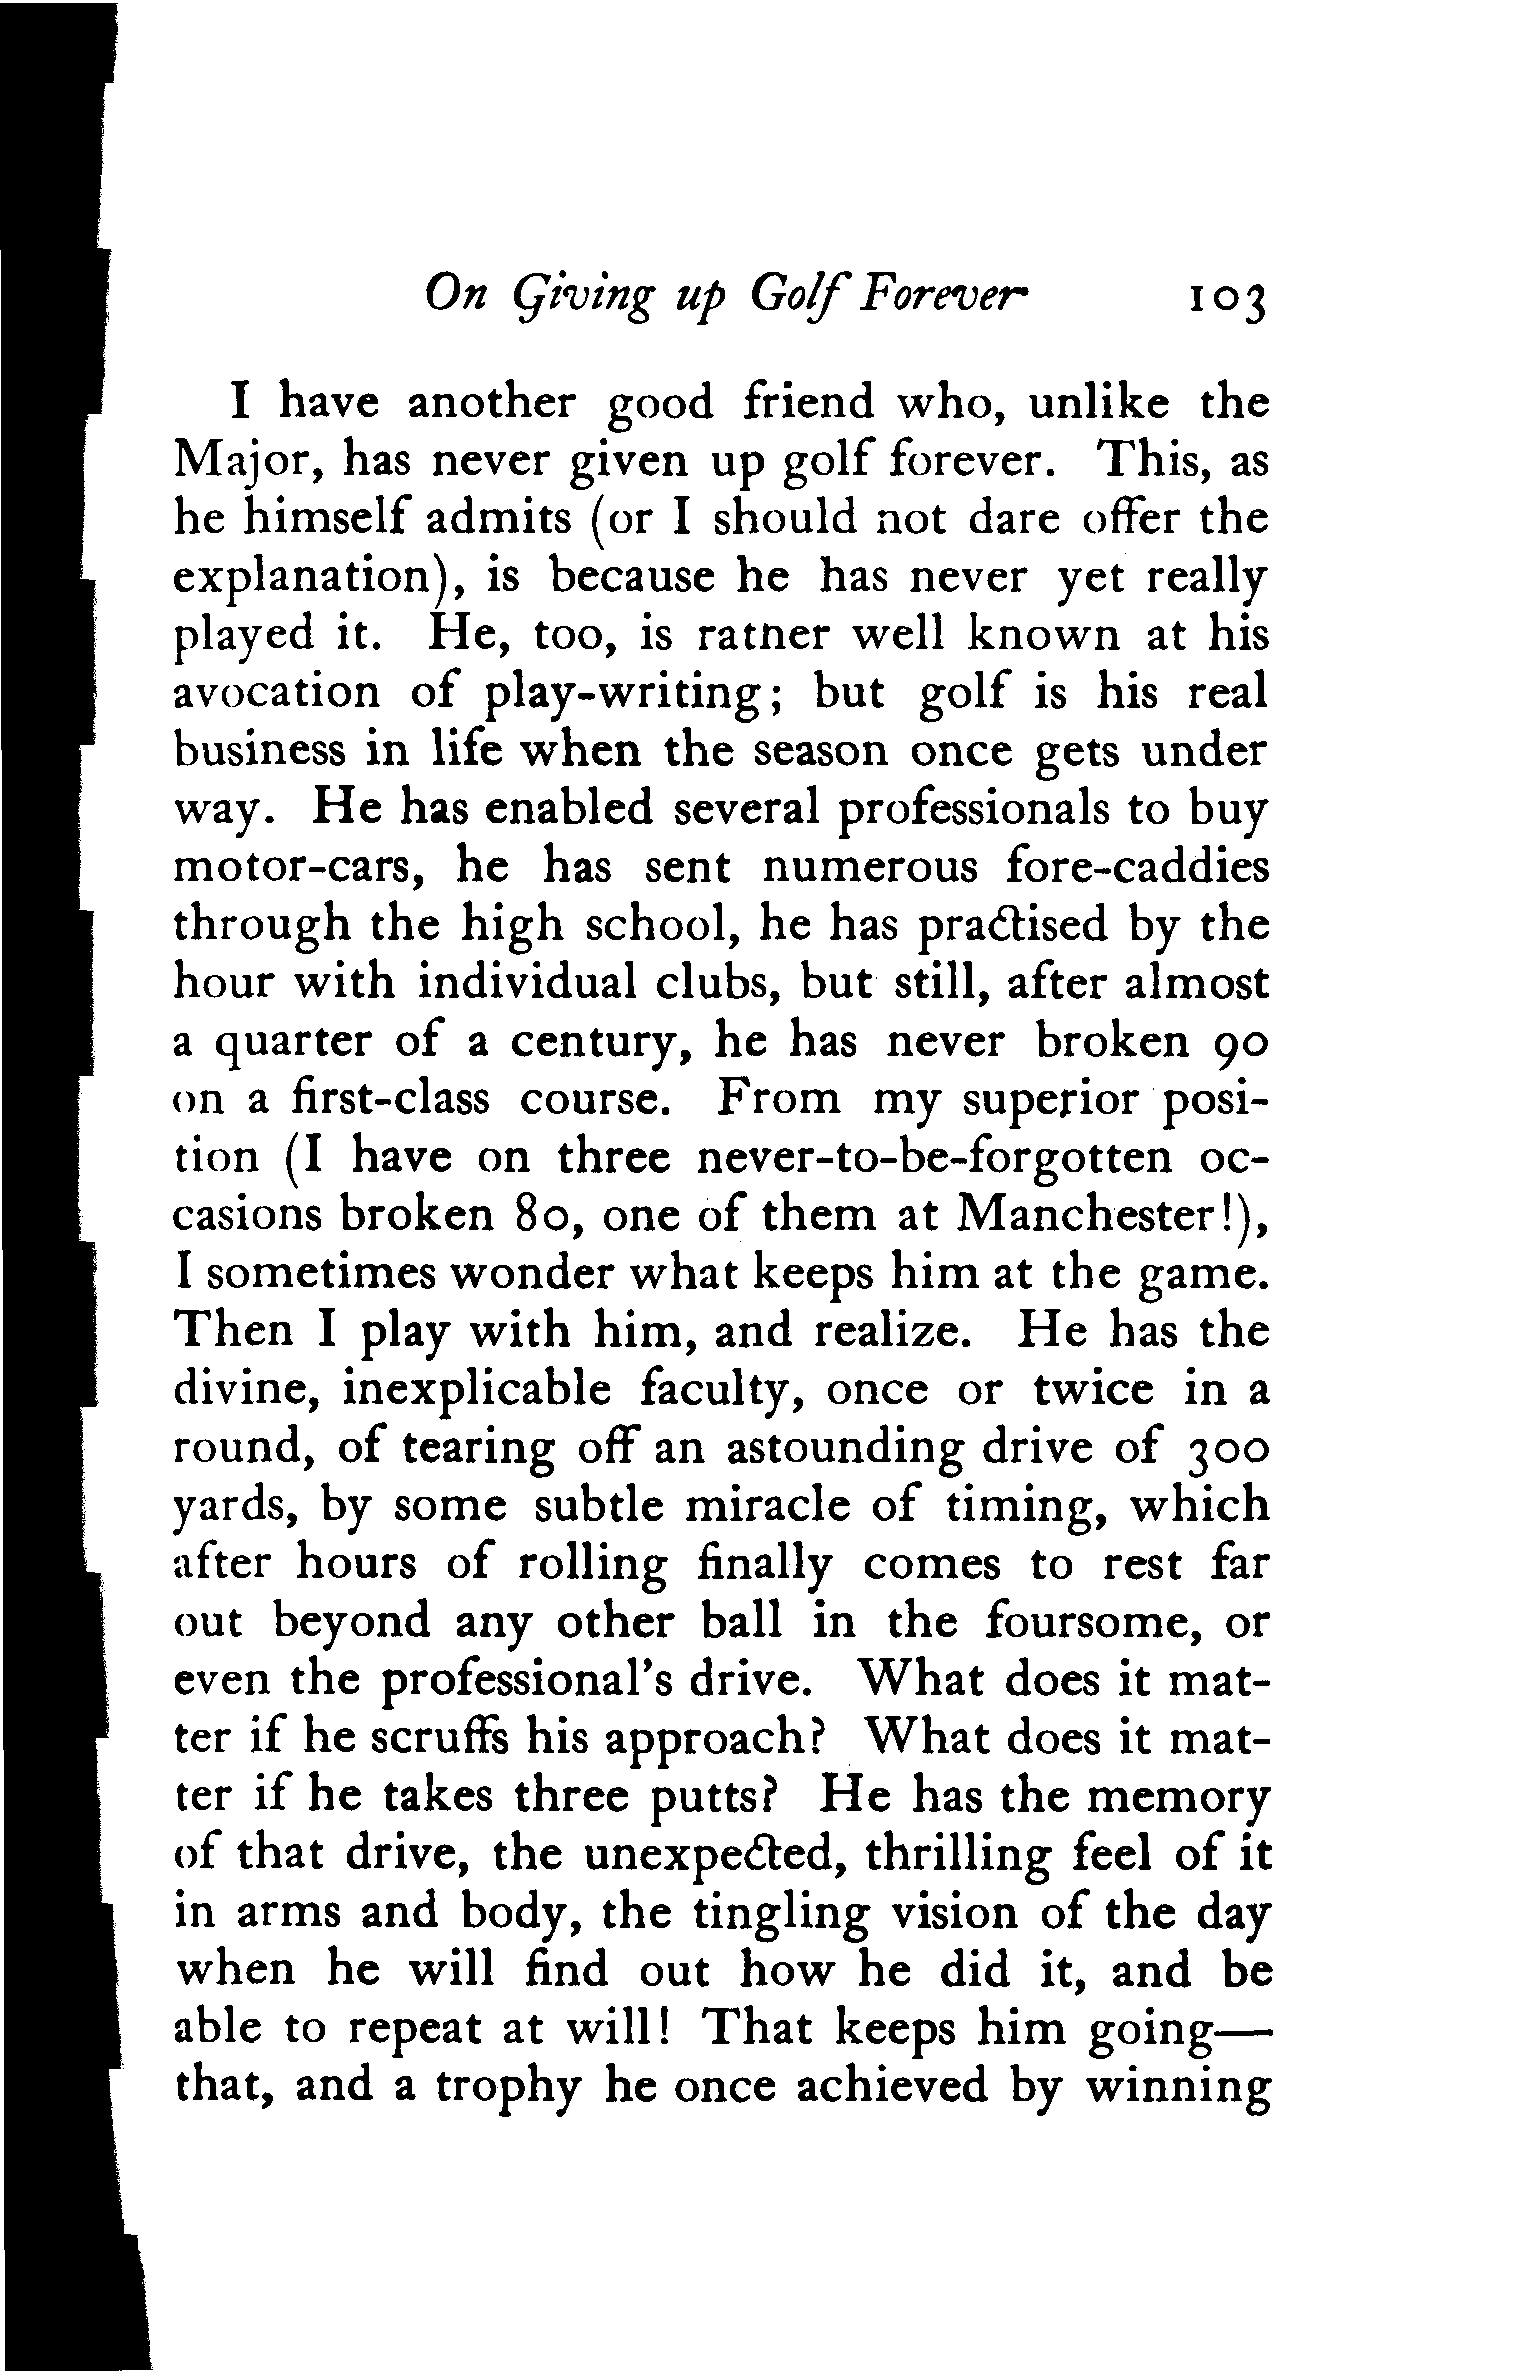 On Giving up Golf Forever 103
I have another good friend who, unlike the
Major, has never given up golf forever. This, as
he himself admits (or I should not dare offer the
explanation), is because he has never yet really
played it. He, too, is ratner well known at his
avocation of play-writing; but golf is his real
business in life when the season once gets under
way. He has enabled several professionals to buy
motor-cars, he has sent numerous fore-caddies
through the high school, he has practised by the
hour with individual clubs, but still, after almost
a quarter of a century, he has never broken 90
on a first-class course. From my superior posi-
tion (I have on three never-to-be-forgotten oc-
casions broken 80, one of them at Manchester!),
I sometimes wonder what keeps him at the game.
Then I play with him, and realize. He has the
divine, inexplicable faculty, once or twice in a
round, of tearing off an astounding drive of 300
yards, by some subtle miracle of timing, which
after hours of rolling finally comes to rest far
out beyond any other ball in the foursome, or
even the professional's drive. What does it mat-
ter if he scruffs his approach? What does it mat-
ter if he takes three putts? He has the memory
of that drive, the unexpected, thrilling feel of it
in arms and body, the tingling vision of the day
when he will find out how he did it, and be
able to repeat at will! That keeps him going—
that, and a trophy he once achieved by winning